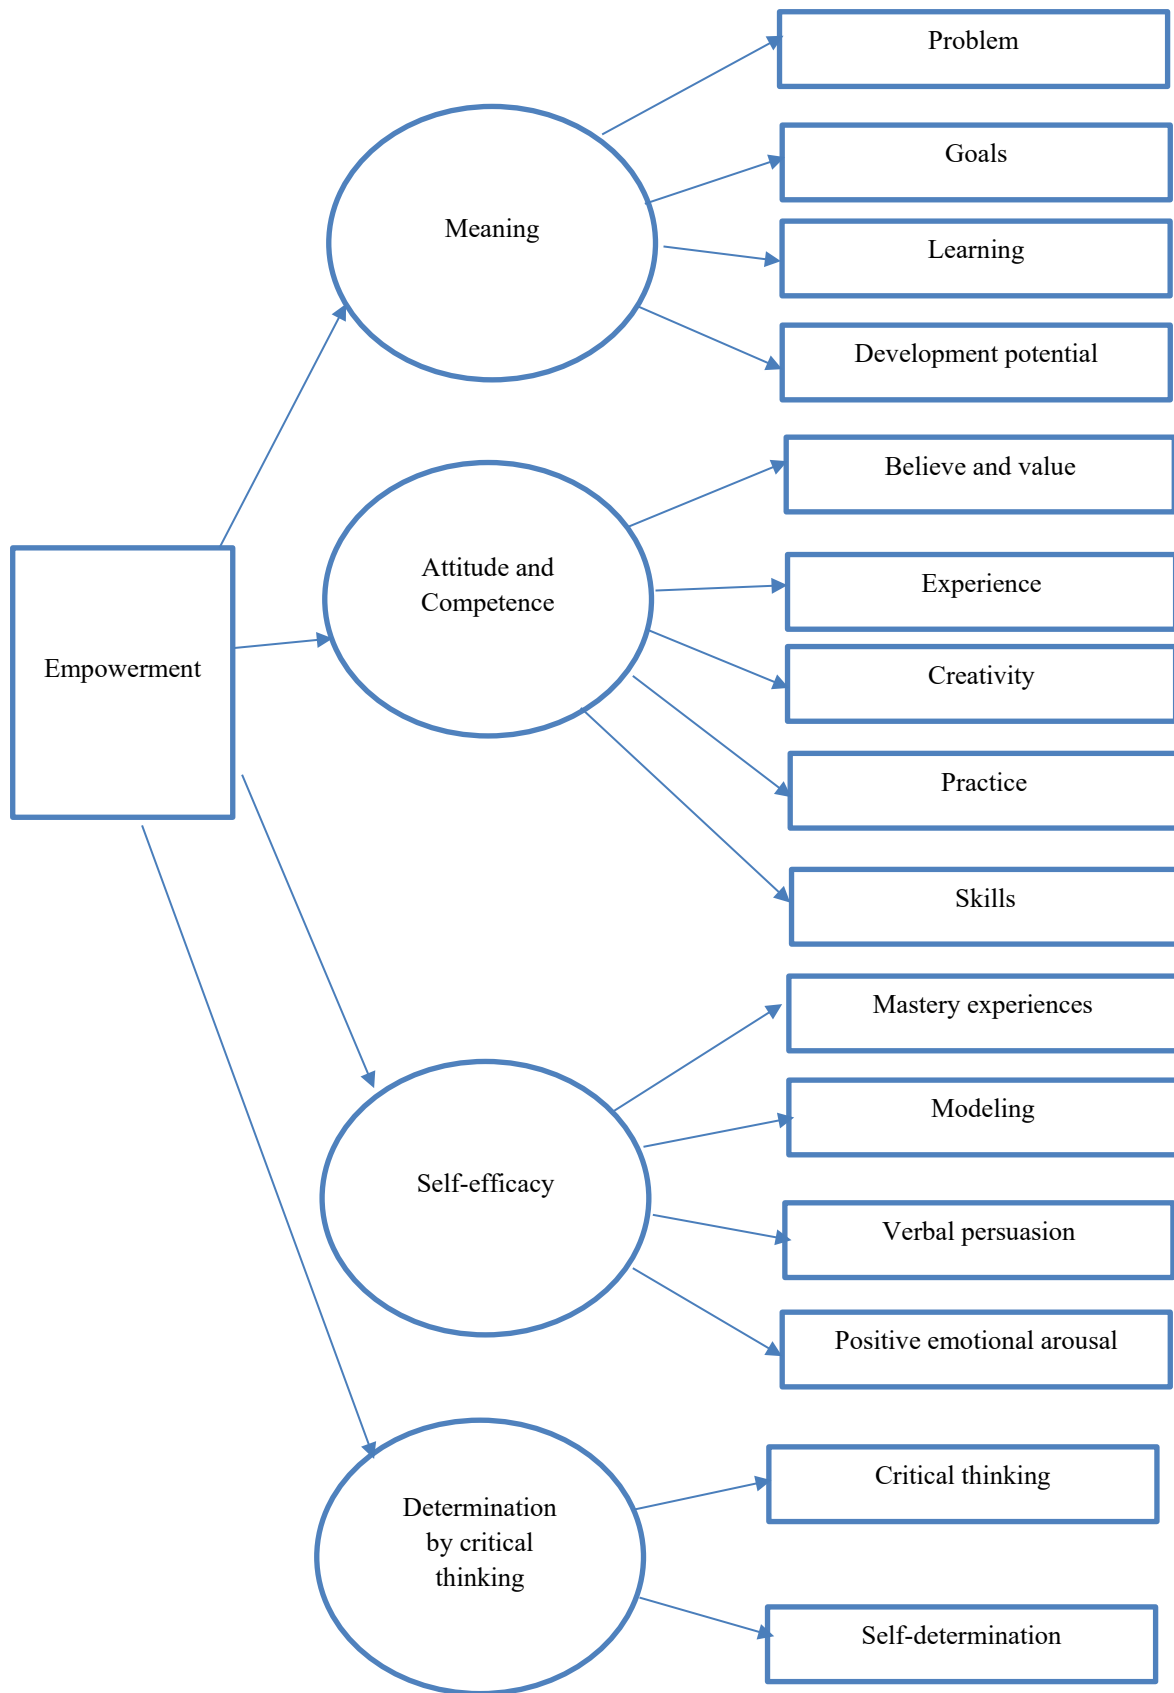 Problem
Goals
Meaning
Learning
Development potential
Believe and value
Attitude and
Competence
Experience
Empowerment
Creativity
Practice
Skills
Mastery experiences
Modeling
Self-efficacy
Verbal persuasion
Positive emotional arousal
Critical thinking
Determination
by critical
thinking
Self-determination